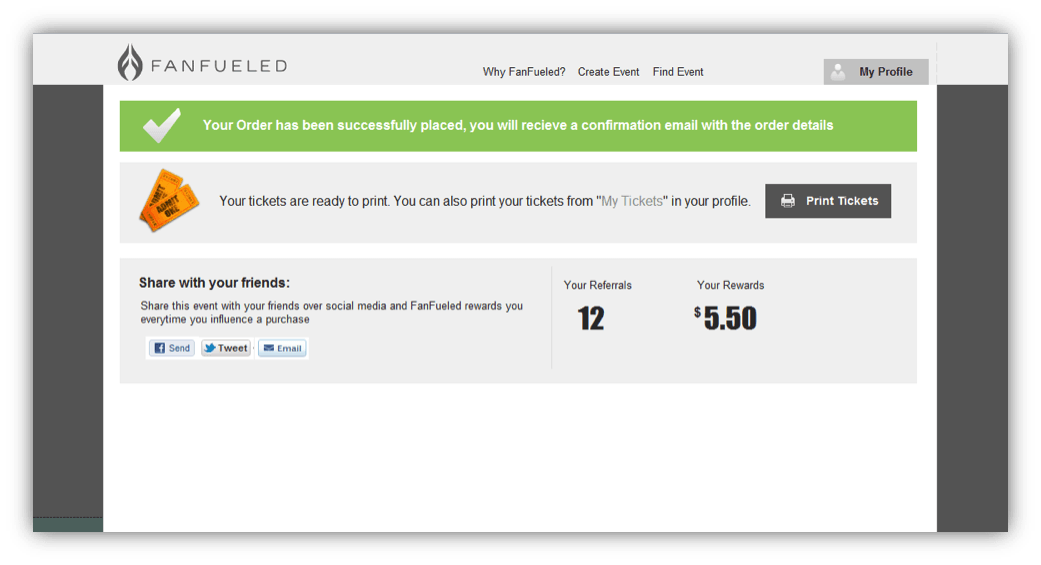 FANFUELED
Why FanFueled? Create Event Find Event
My Profile
Your Order has been successfully placed, you will recieve a confirmation email with the order details
ADMIT ONE
ADMIT ONE
Your tickets are ready to print. You can also print your tickets from "My Tickets" in your profile.
Print Tickets
Share with your friends:
Share this event with your friends over social media and FanFueled rewards you
everytime you influence a purchase
Send Tweet Email
Your Referrals
12
Your Rewards
$5.50